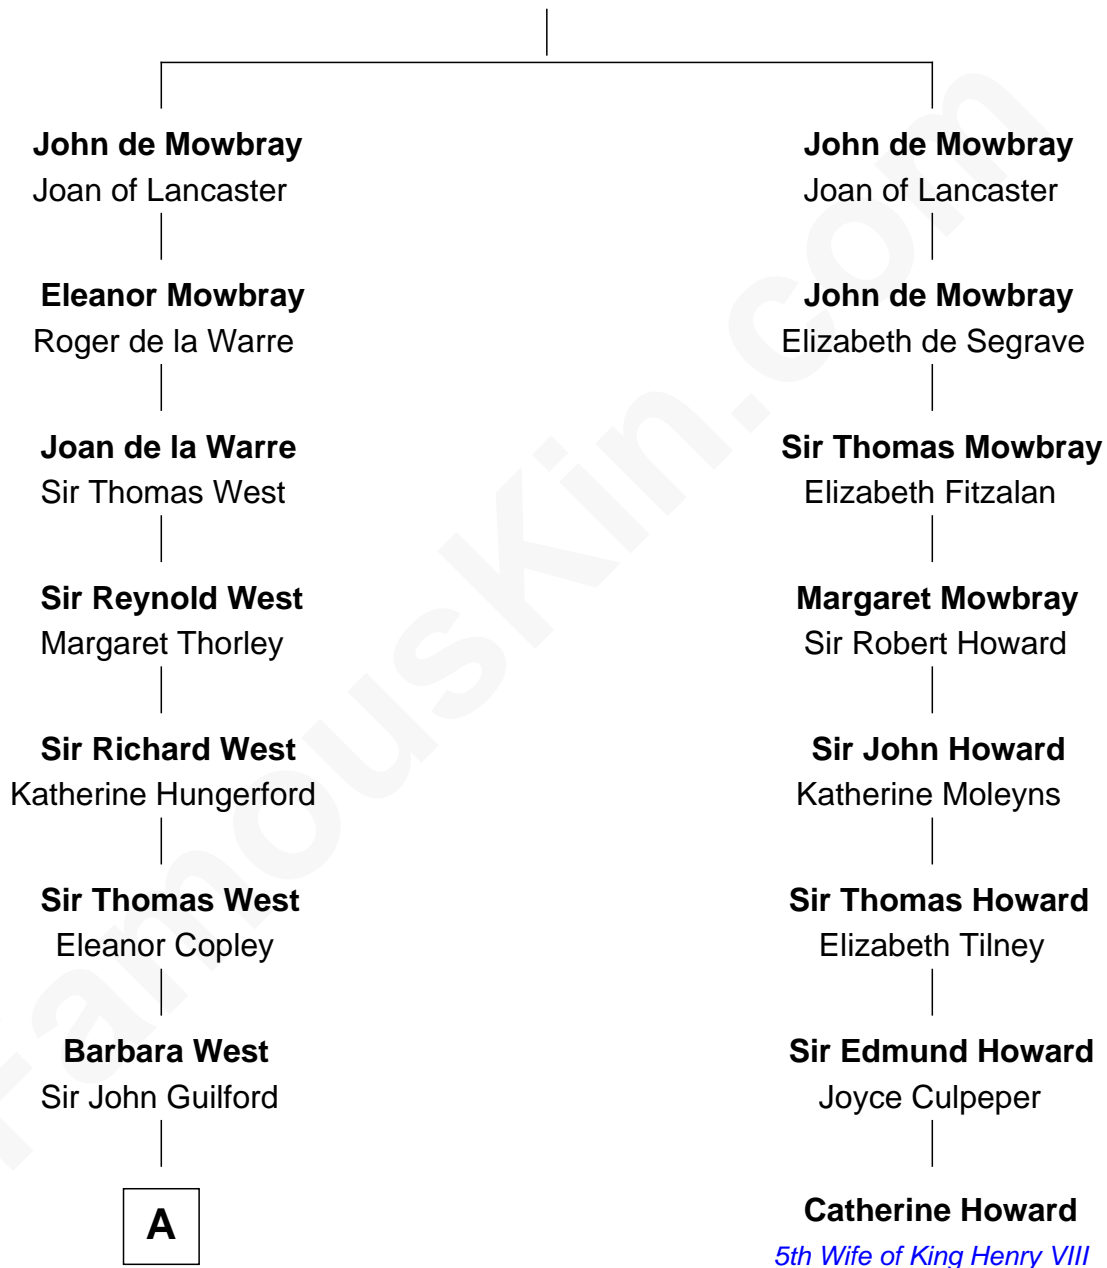 John de Mowbray
Joan of Lancaster
Eleanor Mowbray
Roger de la Warre
Joan de la Warre
Sir Thomas West
Sir Reynold West
Margaret Thorley
Sir Richard West
Katherine Hungerford
Sir Thomas West
Eleanor Copley
Barbara West
Sir John Guilford
A
John de Mowbray
Joan of Lancaster
John de Mowbray
Elizabeth de Segrave
Sir Thomas Mowbray
Elizabeth Fitzalan
Margaret Mowbray
Sir Robert Howard
Sir John Howard
Katherine Moleyns
Sir Thomas Howard
Elizabeth Tilney
Sir Edmund Howard
Joyce Culpeper
Catherine Howard
5th Wife of King Henry VIII
FamousKin.com